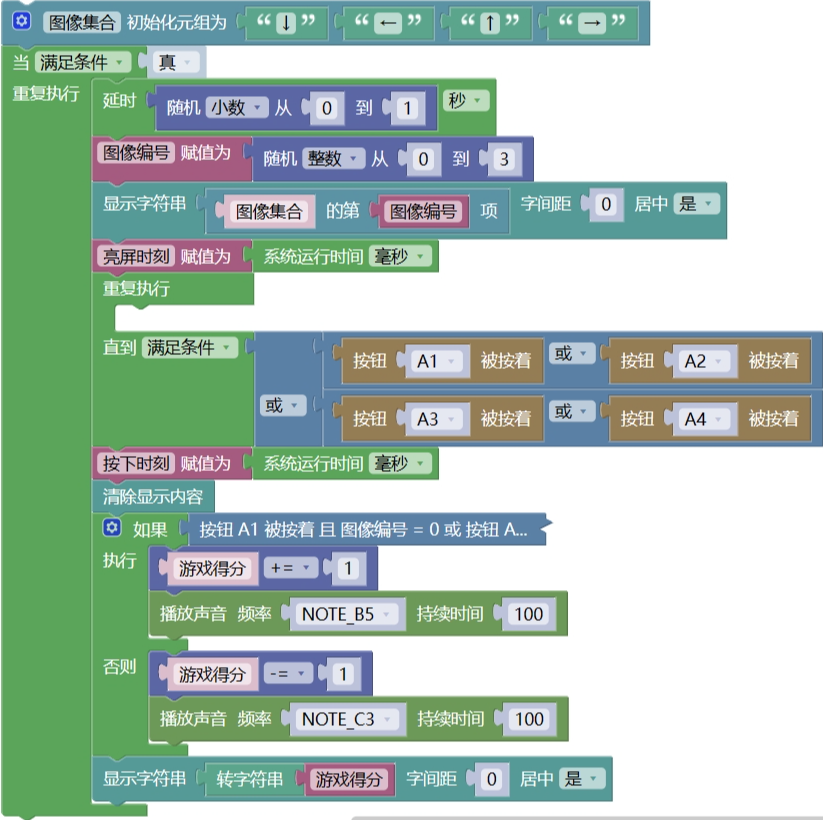 图像集合 初始化元组为 “↓” “←” “↑” “→”
当 满足条件 真
重复执行 延时 随机 小数 从 0 到 1 秒
图像编号 赋值为 随机 整数 从 0 到 3
显示字符串 图像集合 的第 图像编号 项 字间距 0 居中 是
亮屏时刻 赋值为 系统运行时间 毫秒
重复执行
直到 满足条件 按钮 A1 被按着 或 按钮 A2 被按着
或
按钮 A3 被按着 或 按钮 A4 被按着
按下时刻 赋值为 系统运行时间 毫秒
清除显示内容
如果 按钮 A1 被按着 且 图像编号 = 0 或 按钮 A...
执行 游戏得分 += 1
播放声音 频率 NOTE_B5 持续时间 100
否则 游戏得分 -= 1
播放声音 频率 NOTE_C3 持续时间 100
显示字符串 转字符串 游戏得分 字间距 0 居中 是